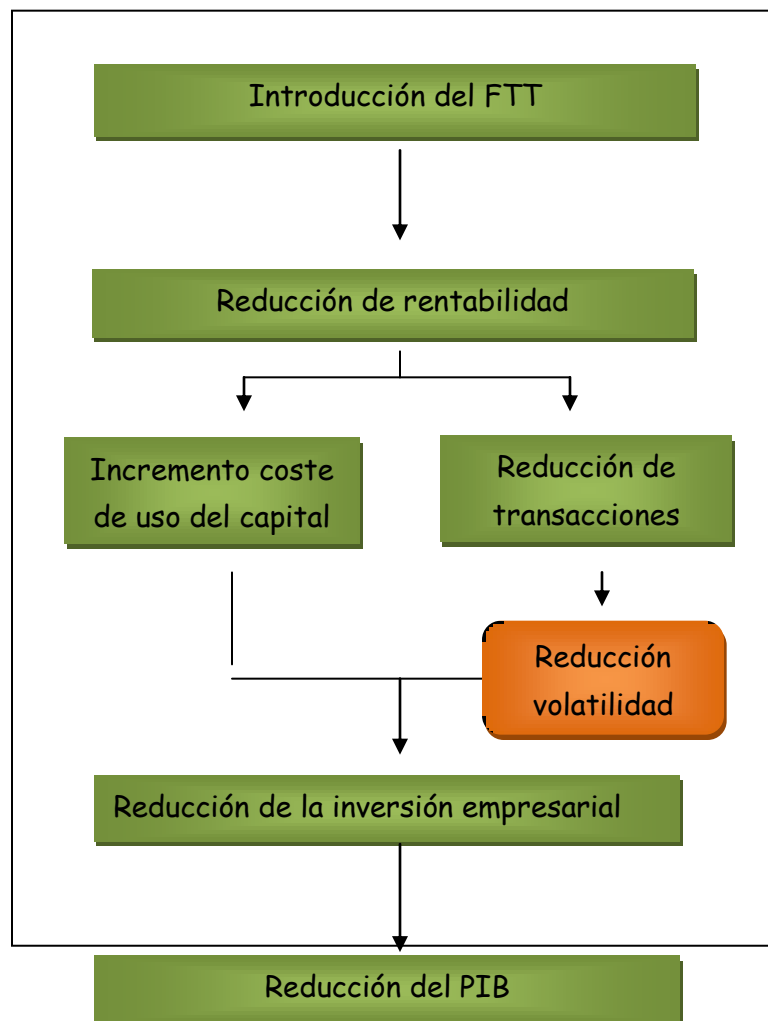 Introducción del FTT
Reducción de rentabilidad
Incremento coste
de uso del capital
Reducción de
transacciones
Reducción
volatilidad
Reducción de la inversión empresarial
Reducción del PIB